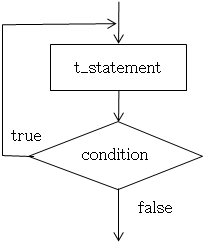 t_statement
true
condition
false